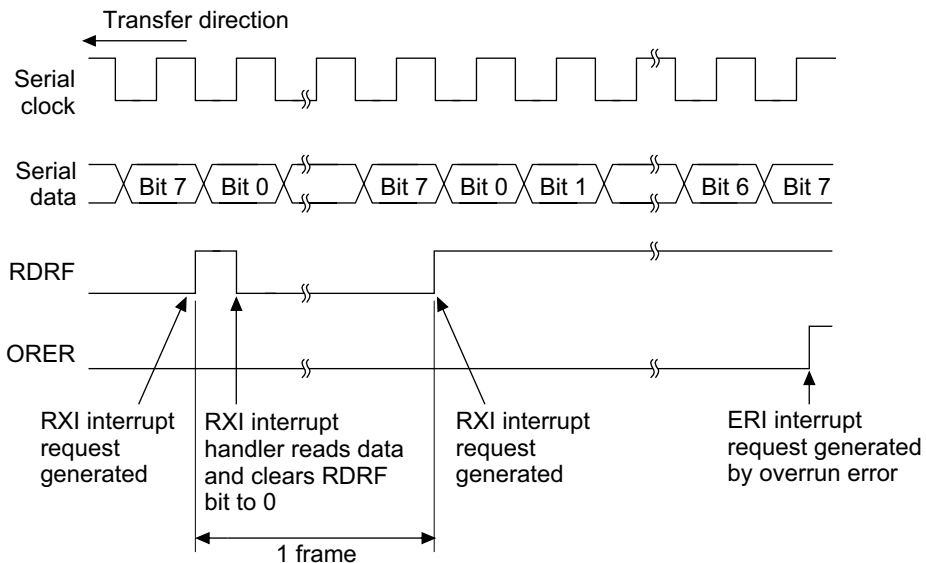 Transfer direction
Serial
clock
Serial
data
Bit 7
Bit 0
Bit 7
Bit 0
Bit 1
Bit 6
Bit 7
RDRF
ORER
RXI interrupt
request
generated
RXI interrupt
handler reads data
and clears RDRF
bit to 0
RXI interrupt
request
generated
ERI interrupt
request generated
by overrun error
1 frame